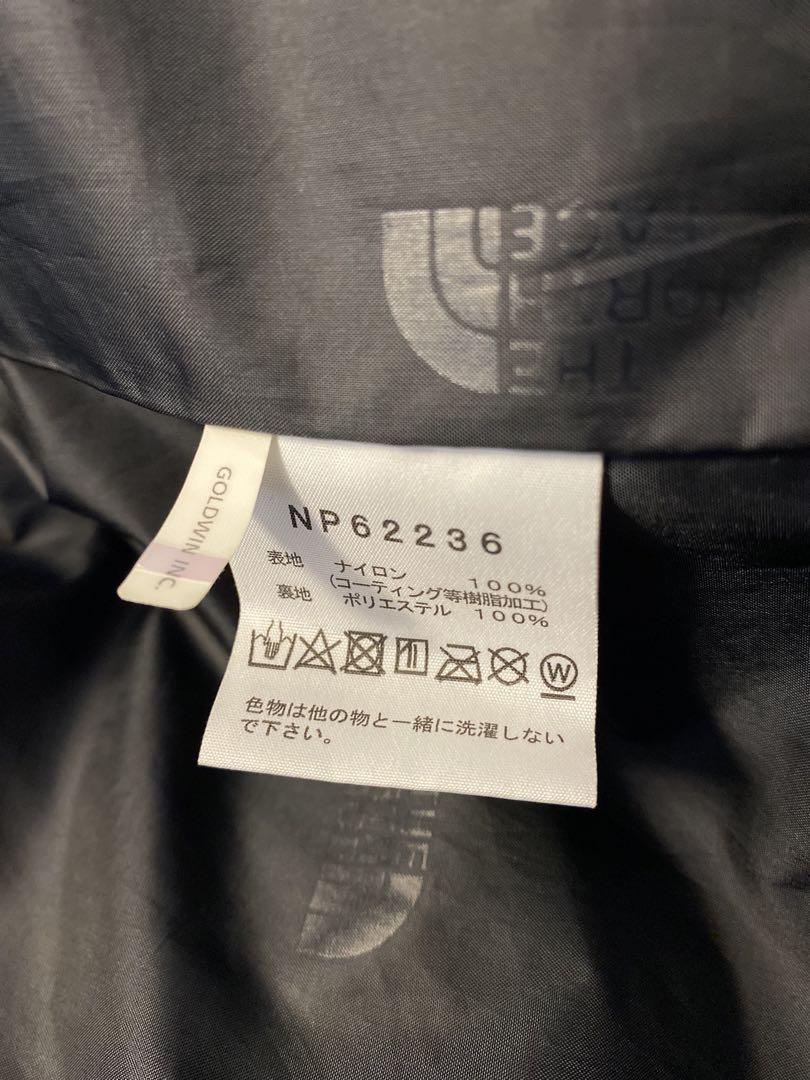 THE
NORTH
FACE
GOLDWIN INC.
NP62236
表地 ナイロン 100%
(コーティング等樹脂加工)
裏地 ポリエステル 100%
W
色物は他の物と一緒に洗濯しない
で下さい。